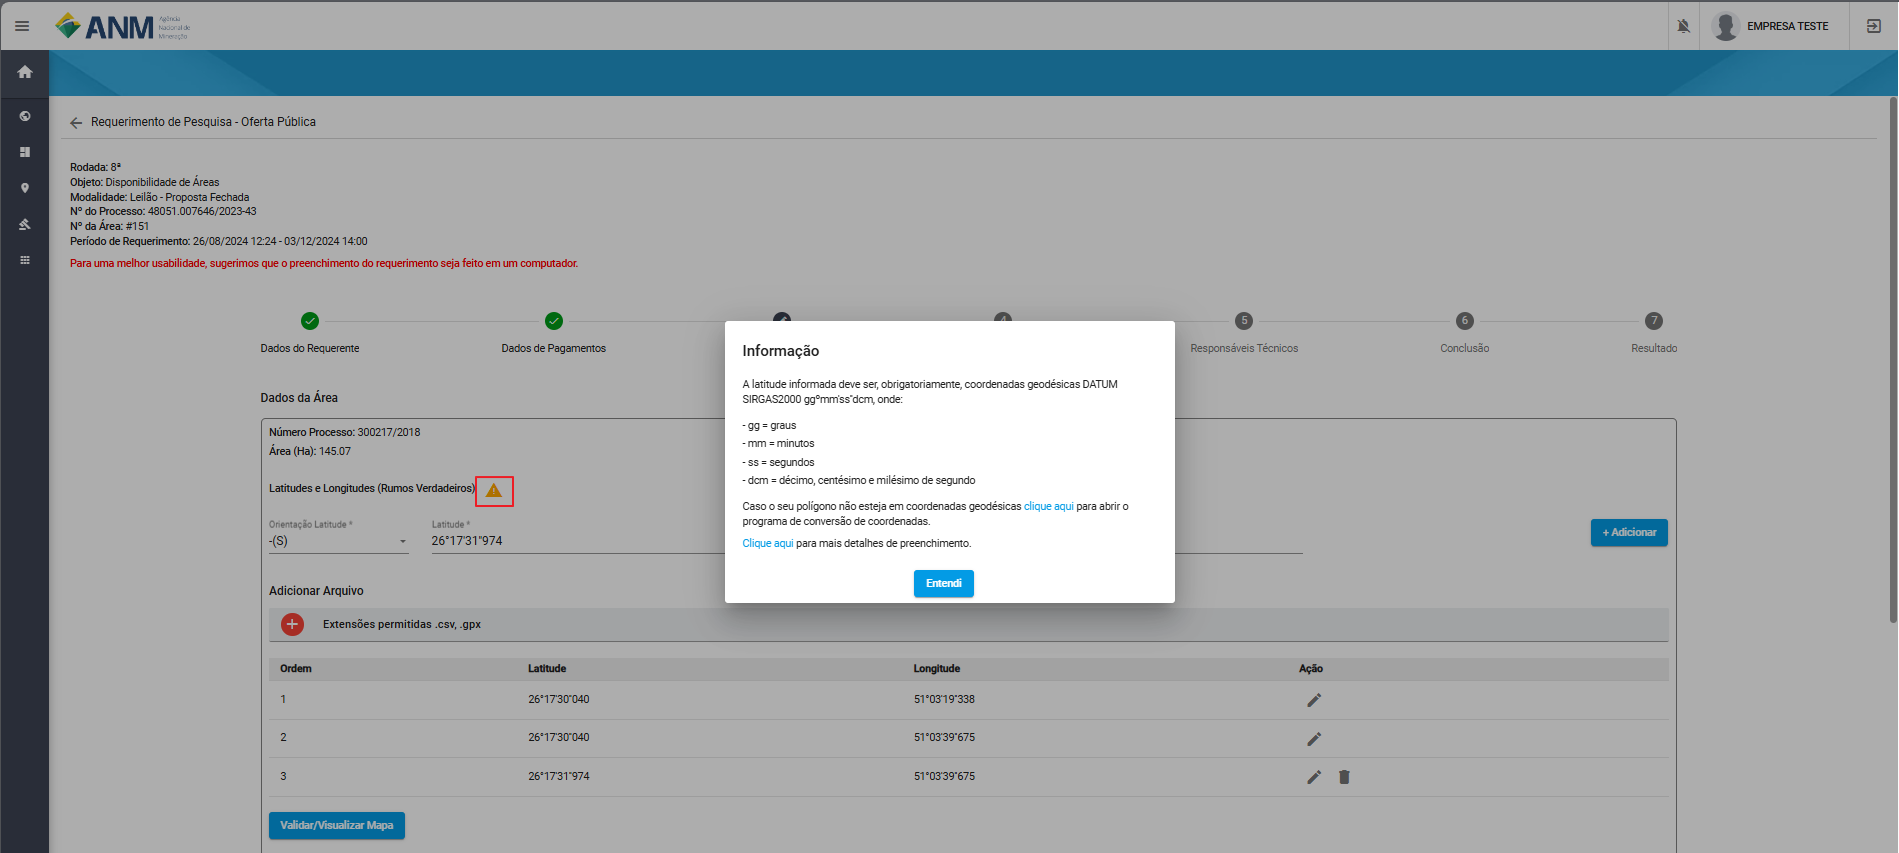 ANM
Agência
Nacional de
Mineração
EMPRESA TESTE
Requerimento de Pesquisa - Oferta Pública
Rodada: 8ª
Objeto: Disponibilidade de Áreas
Modalidade: Leilão - Proposta Fechada
Nº do Processo: 48051.007646/2023-43
Nº da Área: #151
Período de Requerimento: 26/08/2024 12:24 - 03/12/2024 14:00
Para uma melhor usabilidade, sugerimos que o preenchimento do requerimento seja feito em um computador.
4
5
6
7
Dados do Requerente
Dados de Pagamentos
Responsáveis Técnicos
Conclusão
Resultado
Informação
A latitude informada deve ser, obrigatoriamente, coordenadas geodésicas DATUM
SIRGAS2000 ggºmm'ss"dcm, onde:
- gg = graus
- mm = minutos
- ss = segundos
- dcm = décimo, centésimo e milésimo de segundo
Caso o seu polígono não esteja em coordenadas geodésicas clique aqui para abrir o
programa de conversão de coordenadas.
Clique aqui para mais detalhes de preenchimento.
Entendi
Dados da Área
Número Processo: 300217/2018
Área (Ha): 145.07
Latitudes e Longitudes (Rumos Verdadeiros)
Orientação Latitude *
-(S)
Latitude *
26°17'31"974
+ Adicionar
Adicionar Arquivo
Extensões permitidas .csv, .gpx
Ordem Latitude Longitude Ação
1 26°17'30"040 51°03'19"338
2 26°17'30"040 51°03'39"675
3 26°17'31"974 51°03'39"675
Validar/Visualizar Mapa